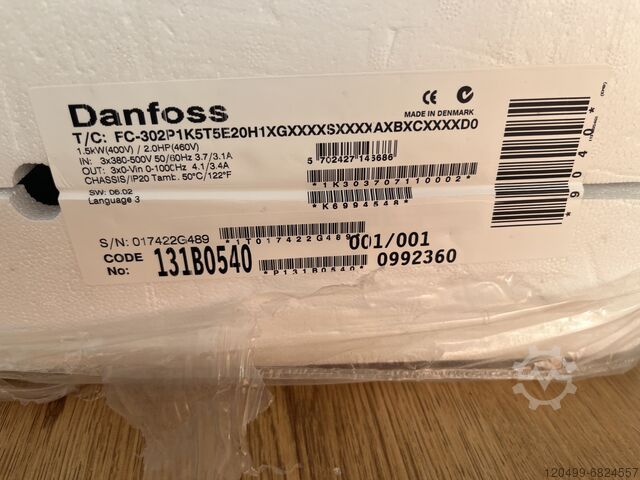 Danfoss
MADE IN DENMARK
T/C: FC-302P1K5T5E20H1XGXXXXSXXXXAXBXCXXXXD0
1.5kW(400V) / 2.0HP(460V)
IN: 3x380-500V 50/60Hz 3.7/3.1A
OUT: 3x0-Vin 0-1000Hz 4.1/3.4A
CHASSIS/IP20 Tamb. 50°C/122°F
SW: 06.02
Language 3
5 702427 146686
*1K303707110002*
*K6994548*
*9040*
S/N: 017422G489
*1T017422G489*
001/001
CODE No: 131B0540
*P131B0540*
0992360
120499-6824557